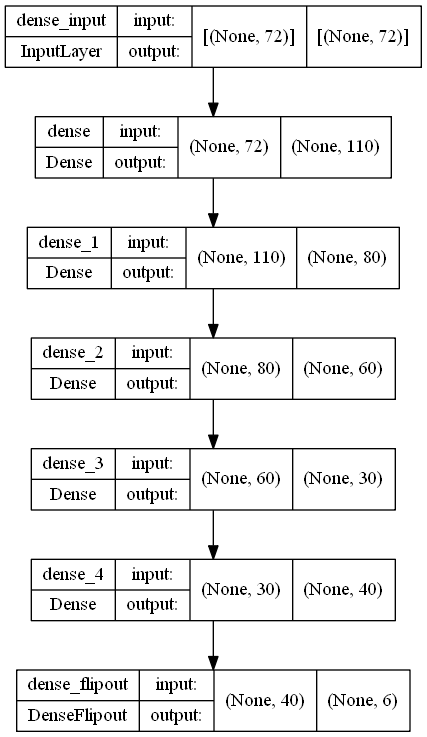 dense_input input: [(None, 72)] [(None, 72)]
InputLayer output:
dense input: (None, 72) (None, 110)
Dense output:
dense_1 input: (None, 110) (None, 80)
Dense output:
dense_2 input: (None, 80) (None, 60)
Dense output:
dense_3 input: (None, 60) (None, 30)
Dense output:
dense_4 input: (None, 30) (None, 40)
Dense output:
dense_flipout input: (None, 40) (None, 6)
DenseFlipout output: